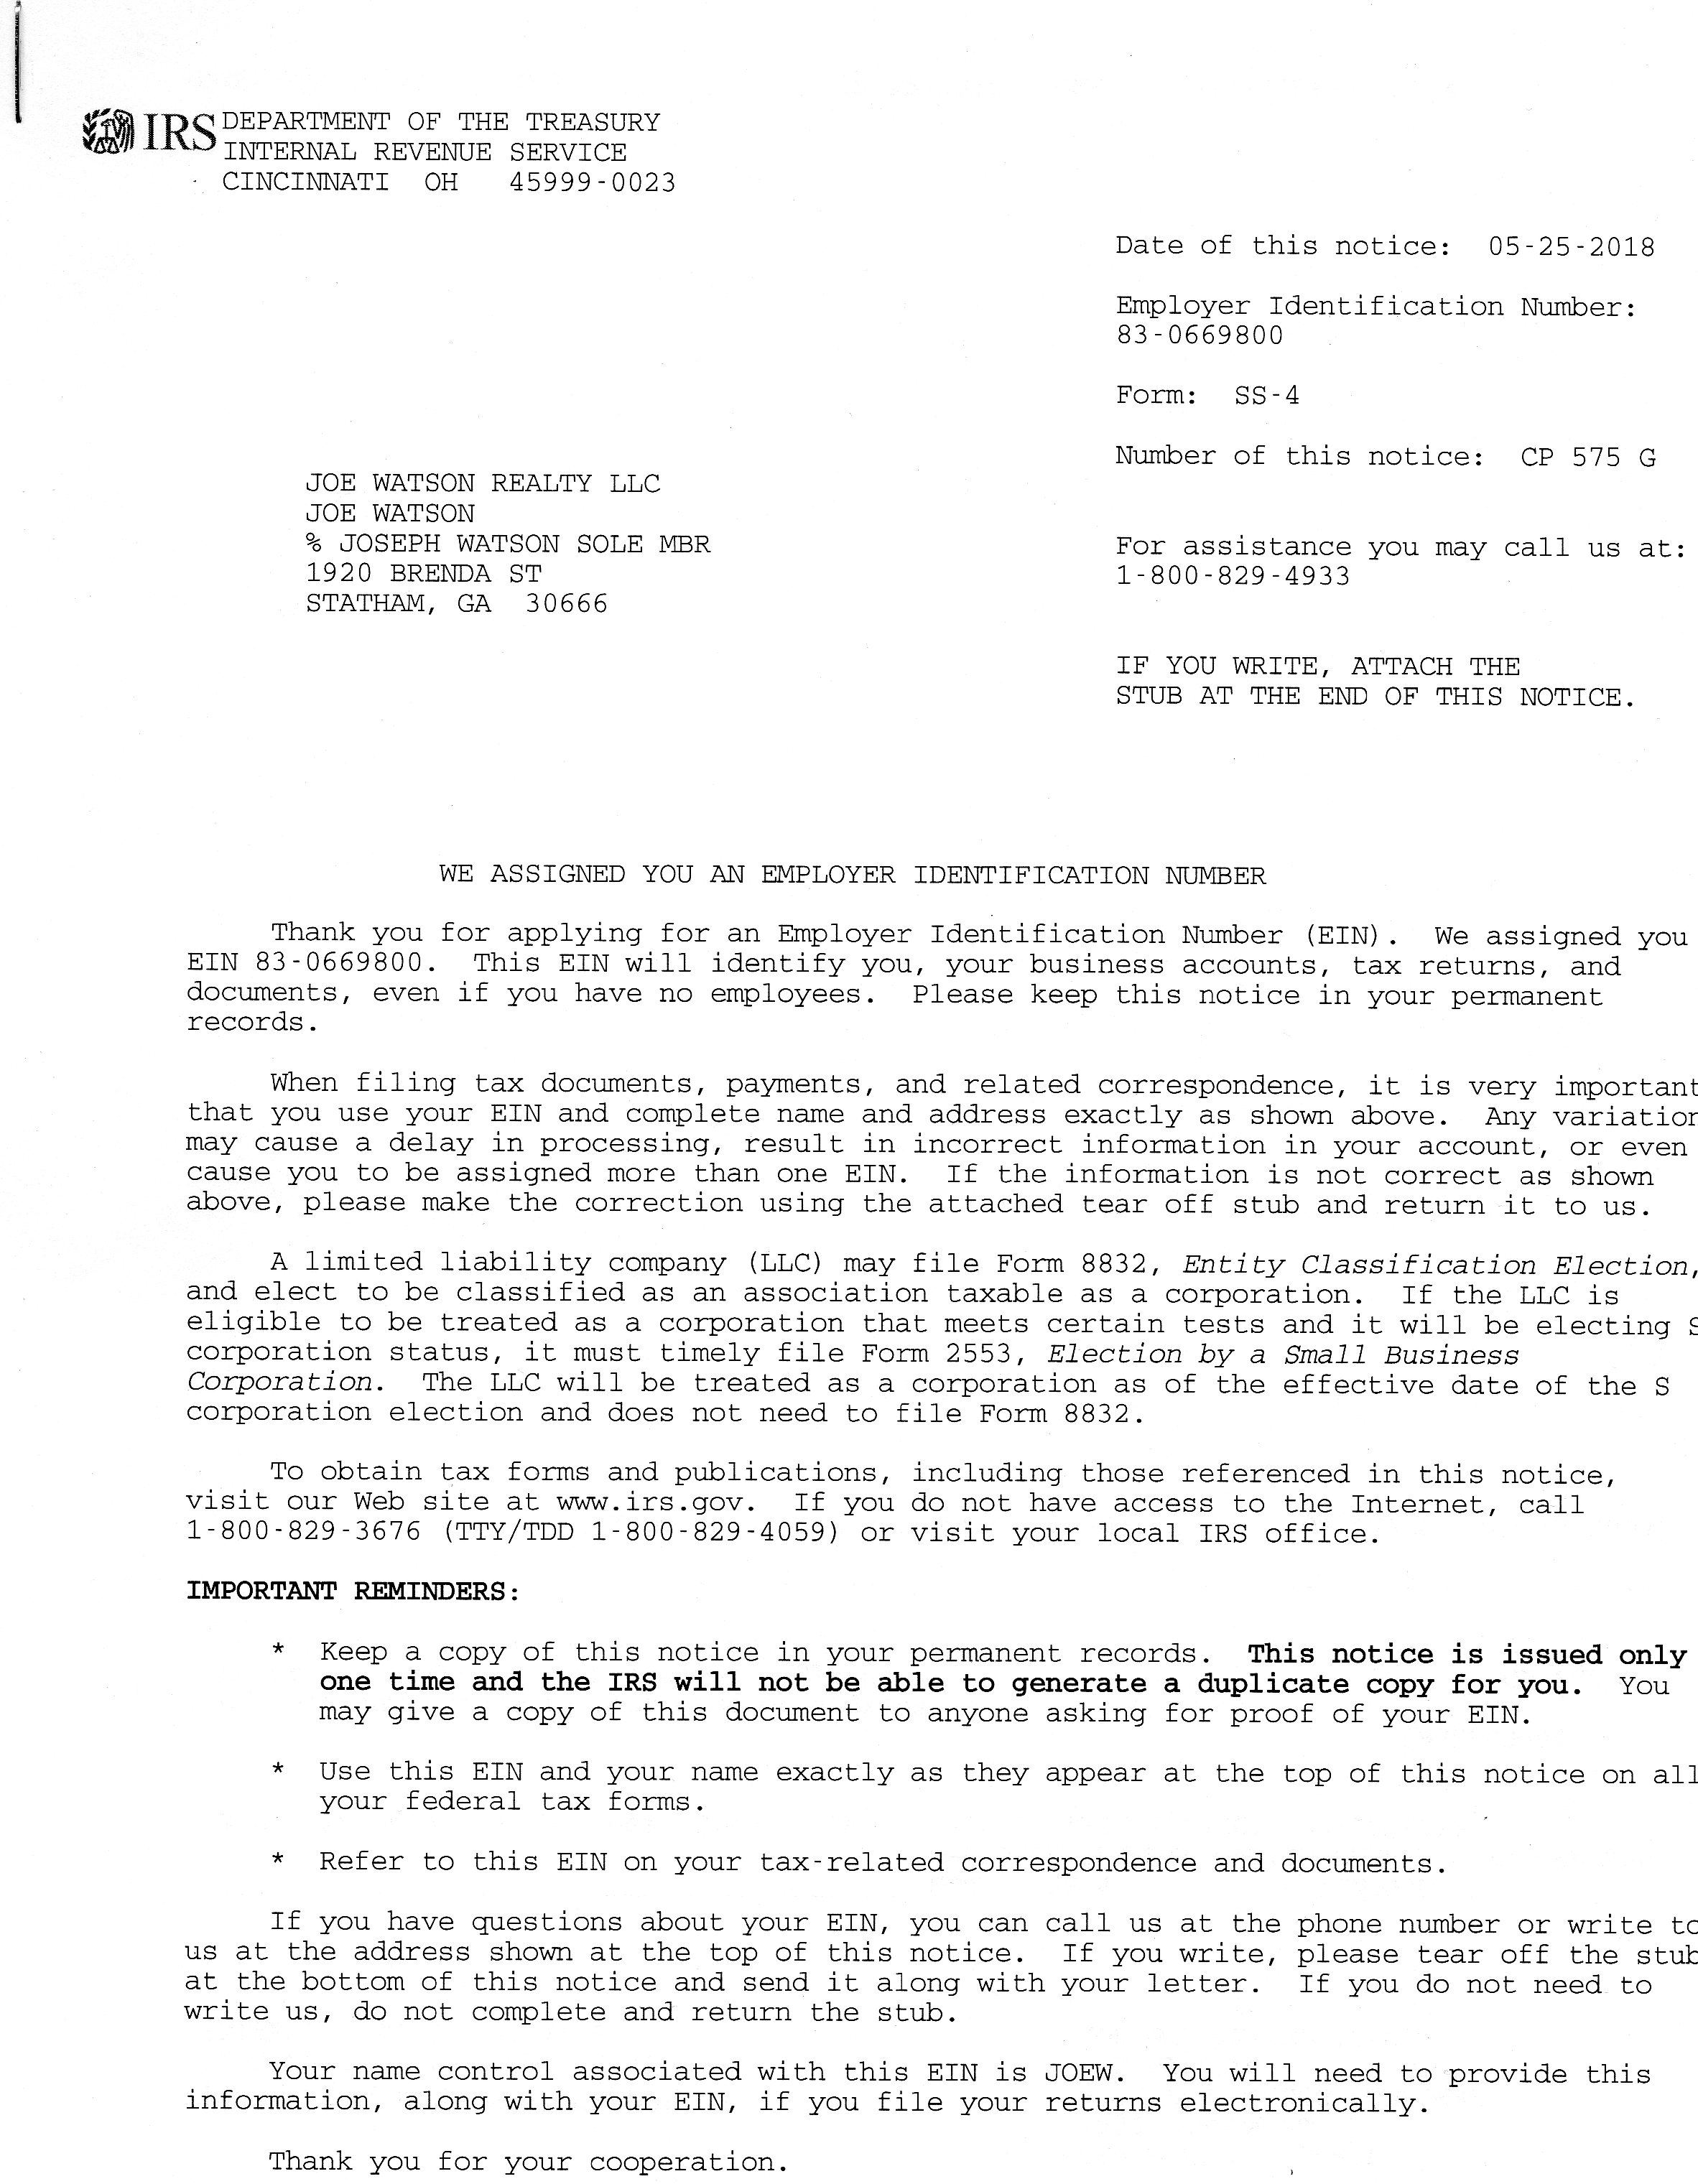 IRS DEPARTMENT OF THE TREASURY
INTERNAL REVENUE SERVICE
CINCINNATI OH 45999-0023
Date of this notice: 05-25-2018
Employer Identification Number:
83-0669800
Form: SS-4
Number of this notice: CP 575 G
JOE WATSON REALTY LLC
JOE WATSON
% JOSEPH WATSON SOLE MBR
1920 BRENDA ST
STATHAM, GA 30666
For assistance you may call us at:
1-800-829-4933
IF YOU WRITE, ATTACH THE
STUB AT THE END OF THIS NOTICE.
WE ASSIGNED YOU AN EMPLOYER IDENTIFICATION NUMBER
Thank you for applying for an Employer Identification Number (EIN). We assigned you
EIN 83-0669800. This EIN will identify you, your business accounts, tax returns, and
documents, even if you have no employees. Please keep this notice in your permanent
records.
When filing tax documents, payments, and related correspondence, it is very important
that you use your EIN and complete name and address exactly as shown above. Any variation
may cause a delay in processing, result in incorrect information in your account, or even
cause you to be assigned more than one EIN. If the information is not correct as shown
above, please make the correction using the attached tear off stub and return it to us.
A limited liability company (LLC) may file Form 8832, Entity Classification Election,
and elect to be classified as an association taxable as a corporation. If the LLC is
eligible to be treated as a corporation that meets certain tests and it will be electing S
corporation status, it must timely file Form 2553, Election by a Small Business
Corporation. The LLC will be treated as a corporation as of the effective date of the S
corporation election and does not need to file Form 8832.
To obtain tax forms and publications, including those referenced in this notice,
visit our Web site at www.irs.gov. If you do not have access to the Internet, call
1-800-829-3676 (TTY/TDD 1-800-829-4059) or visit your local IRS office.
IMPORTANT REMINDERS:
* Keep a copy of this notice in your permanent records. This notice is issued only
one time and the IRS will not be able to generate a duplicate copy for you. You
may give a copy of this document to anyone asking for proof of your EIN.
* Use this EIN and your name exactly as they appear at the top of this notice on all
your federal tax forms.
* Refer to this EIN on your tax-related correspondence and documents.
If you have questions about your EIN, you can call us at the phone number or write to
us at the address shown at the top of this notice. If you write, please tear off the stub
at the bottom of this notice and send it along with your letter. If you do not need to
write us, do not complete and return the stub.
Your name control associated with this EIN is JOEW. You will need to provide this
information, along with your EIN, if you file your returns electronically.
Thank you for your cooperation.